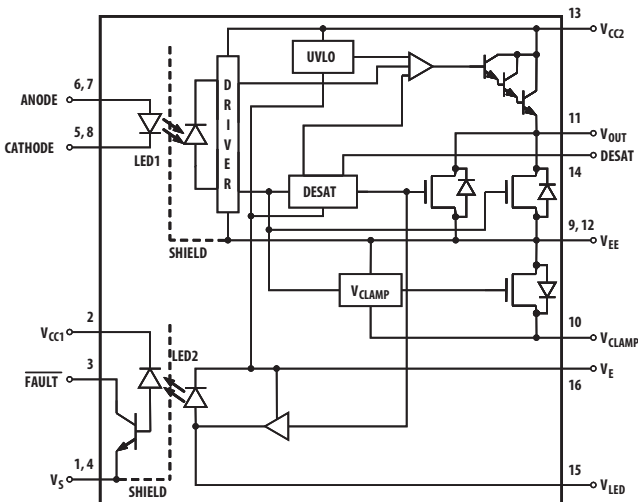 13
VCC2
UVLO
D
R
I
V
E
R
6, 7
ANODE
5, 8
CATHODE
LED1
11
VOUT
DESAT
14
DESAT
9, 12
VEE
SHIELD
VCLAMP
2
VCC1
LED2
10
VCLAMP
3
FAULT
VE
16
1, 4
VS
SHIELD
15
VLED